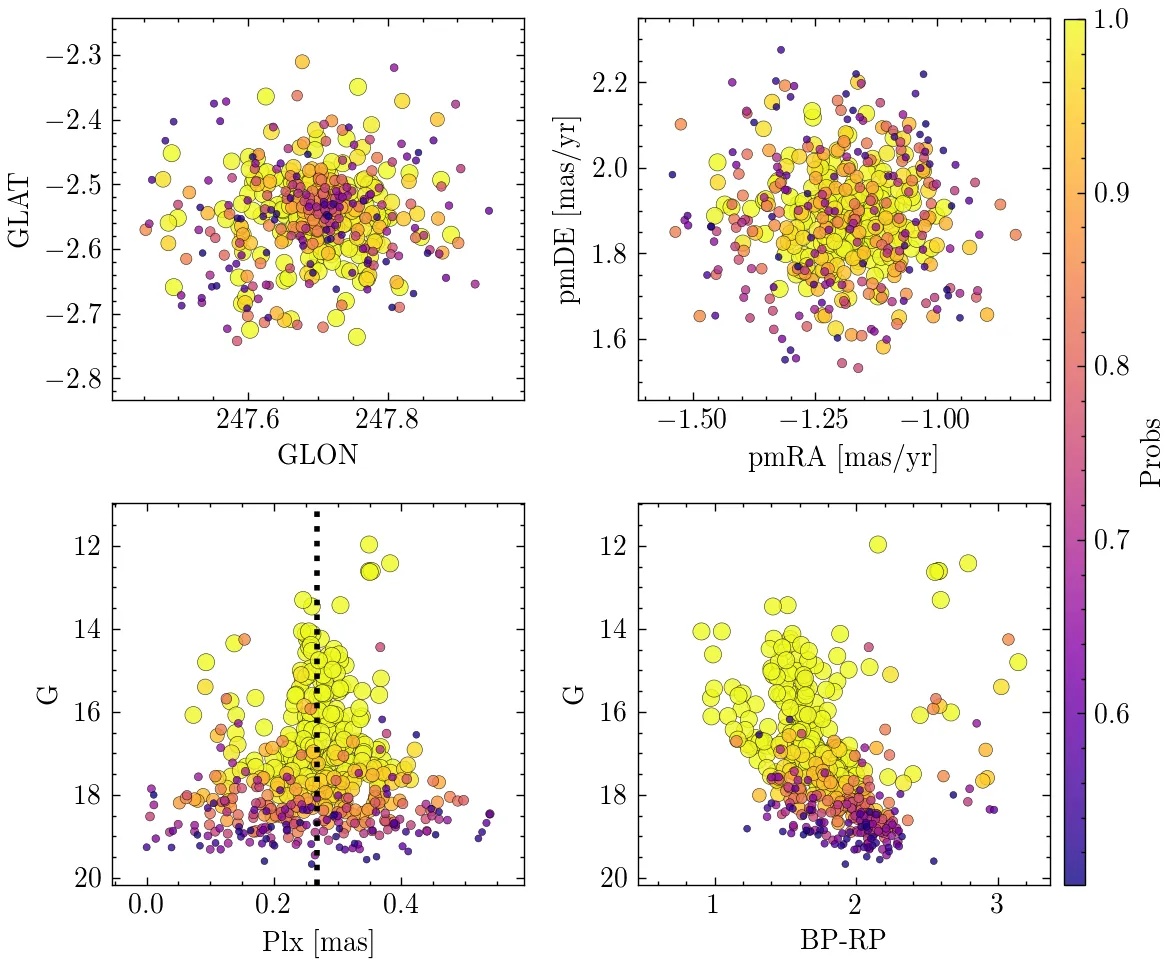 −2.3
−2.4
−2.5
−2.6
−2.7
−2.8
GLAT
247.6 247.8
GLON
2.2
2.0
1.8
1.6
pmDE [mas/yr]
−1.50 −1.25 −1.00
pmRA [mas/yr]
12
14
16
18
20
G
0.0 0.2 0.4
Plx [mas]
12
14
16
18
20
G
1 2 3
BP-RP
1.0
0.9
0.8
0.7
0.6
Probs